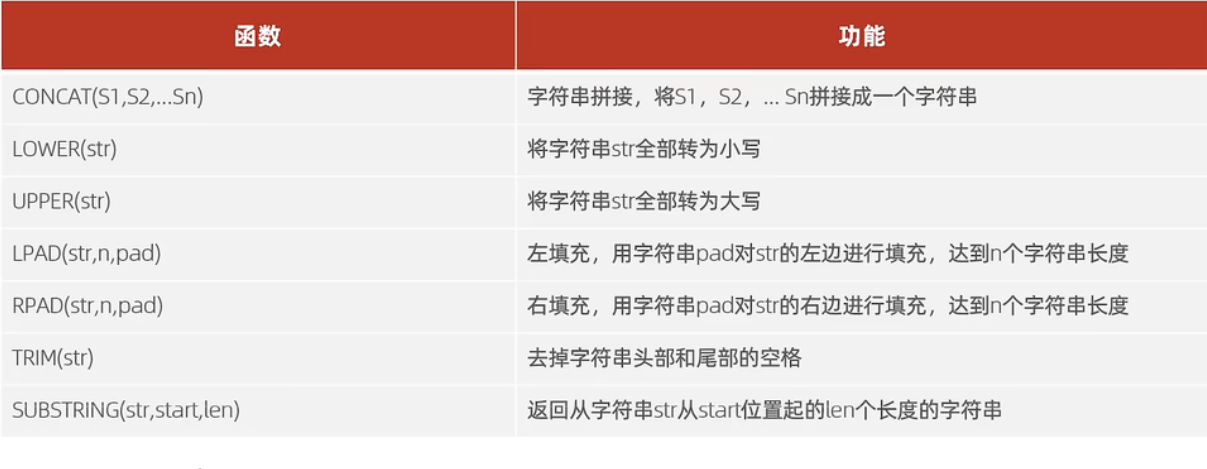 函数 功能
CONCAT(S1,S2,...Sn) 字符串拼接，将S1，S2，... Sn拼接成一个字符串
LOWER(str) 将字符串str全部转为小写
UPPER(str) 将字符串str全部转为大写
LPAD(str,n,pad) 左填充，用字符串pad对str的左边进行填充，达到n个字符串长度
RPAD(str,n,pad) 右填充，用字符串pad对str的右边进行填充，达到n个字符串长度
TRIM(str) 去掉字符串头部和尾部的空格
SUBSTRING(str,start,len) 返回从字符串str从start位置起的len个长度的字符串